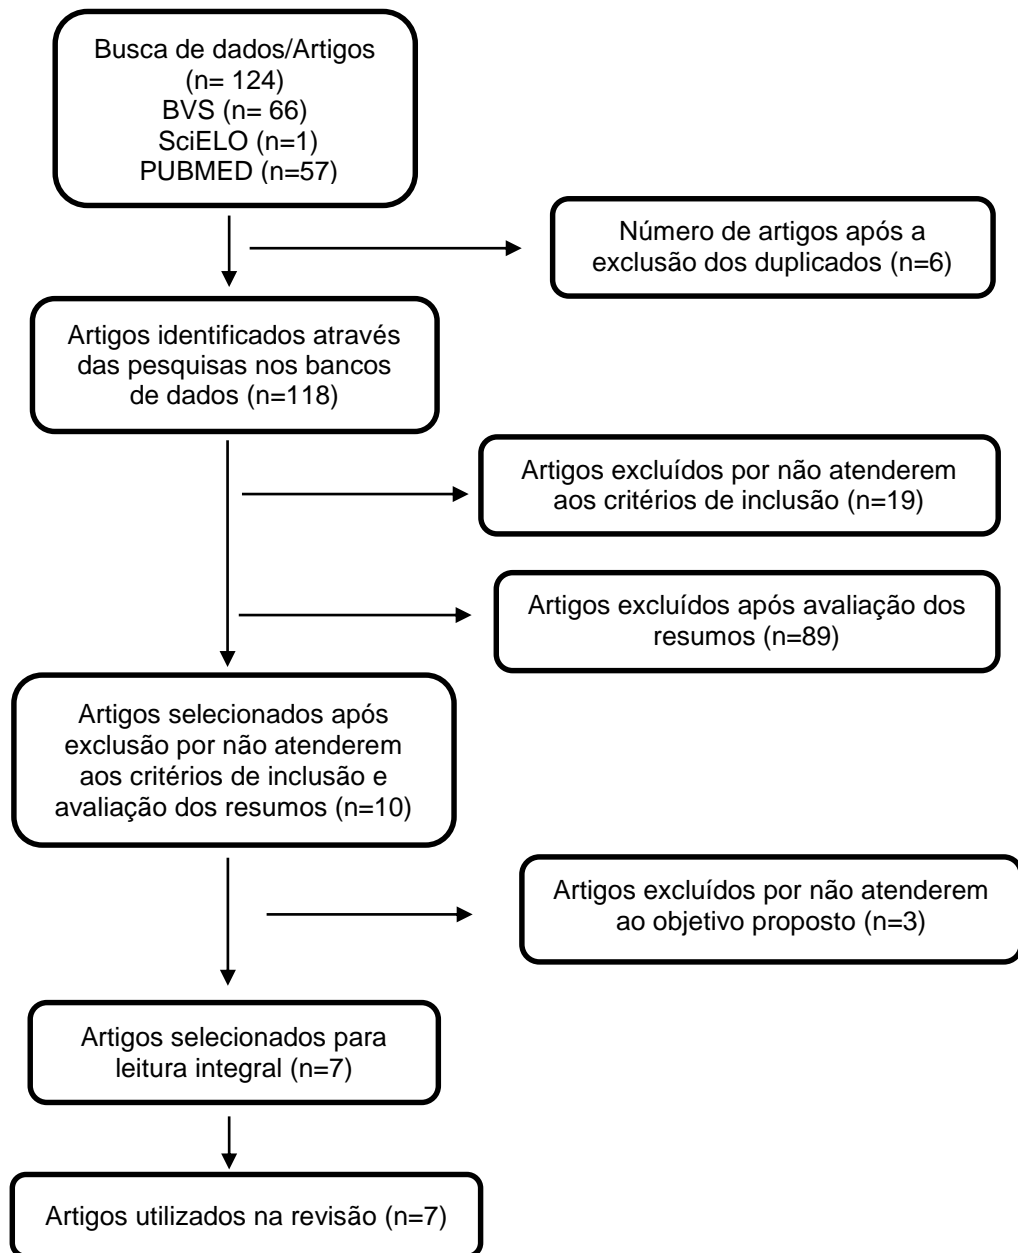 Busca de dados/Artigos
(n= 124)
BVS (n= 66)
SciELO (n=1)
PUBMED (n=57)
Número de artigos após a
exclusão dos duplicados (n=6)
Artigos identificados através
das pesquisas nos bancos
de dados (n=118)
Artigos excluídos por não atenderem
aos critérios de inclusão (n=19)
Artigos excluídos após avaliação dos
resumos (n=89)
Artigos selecionados após
exclusão por não atenderem
aos critérios de inclusão e
avaliação dos resumos (n=10)
Artigos excluídos por não atenderem
ao objetivo proposto (n=3)
Artigos selecionados para
leitura integral (n=7)
Artigos utilizados na revisão (n=7)